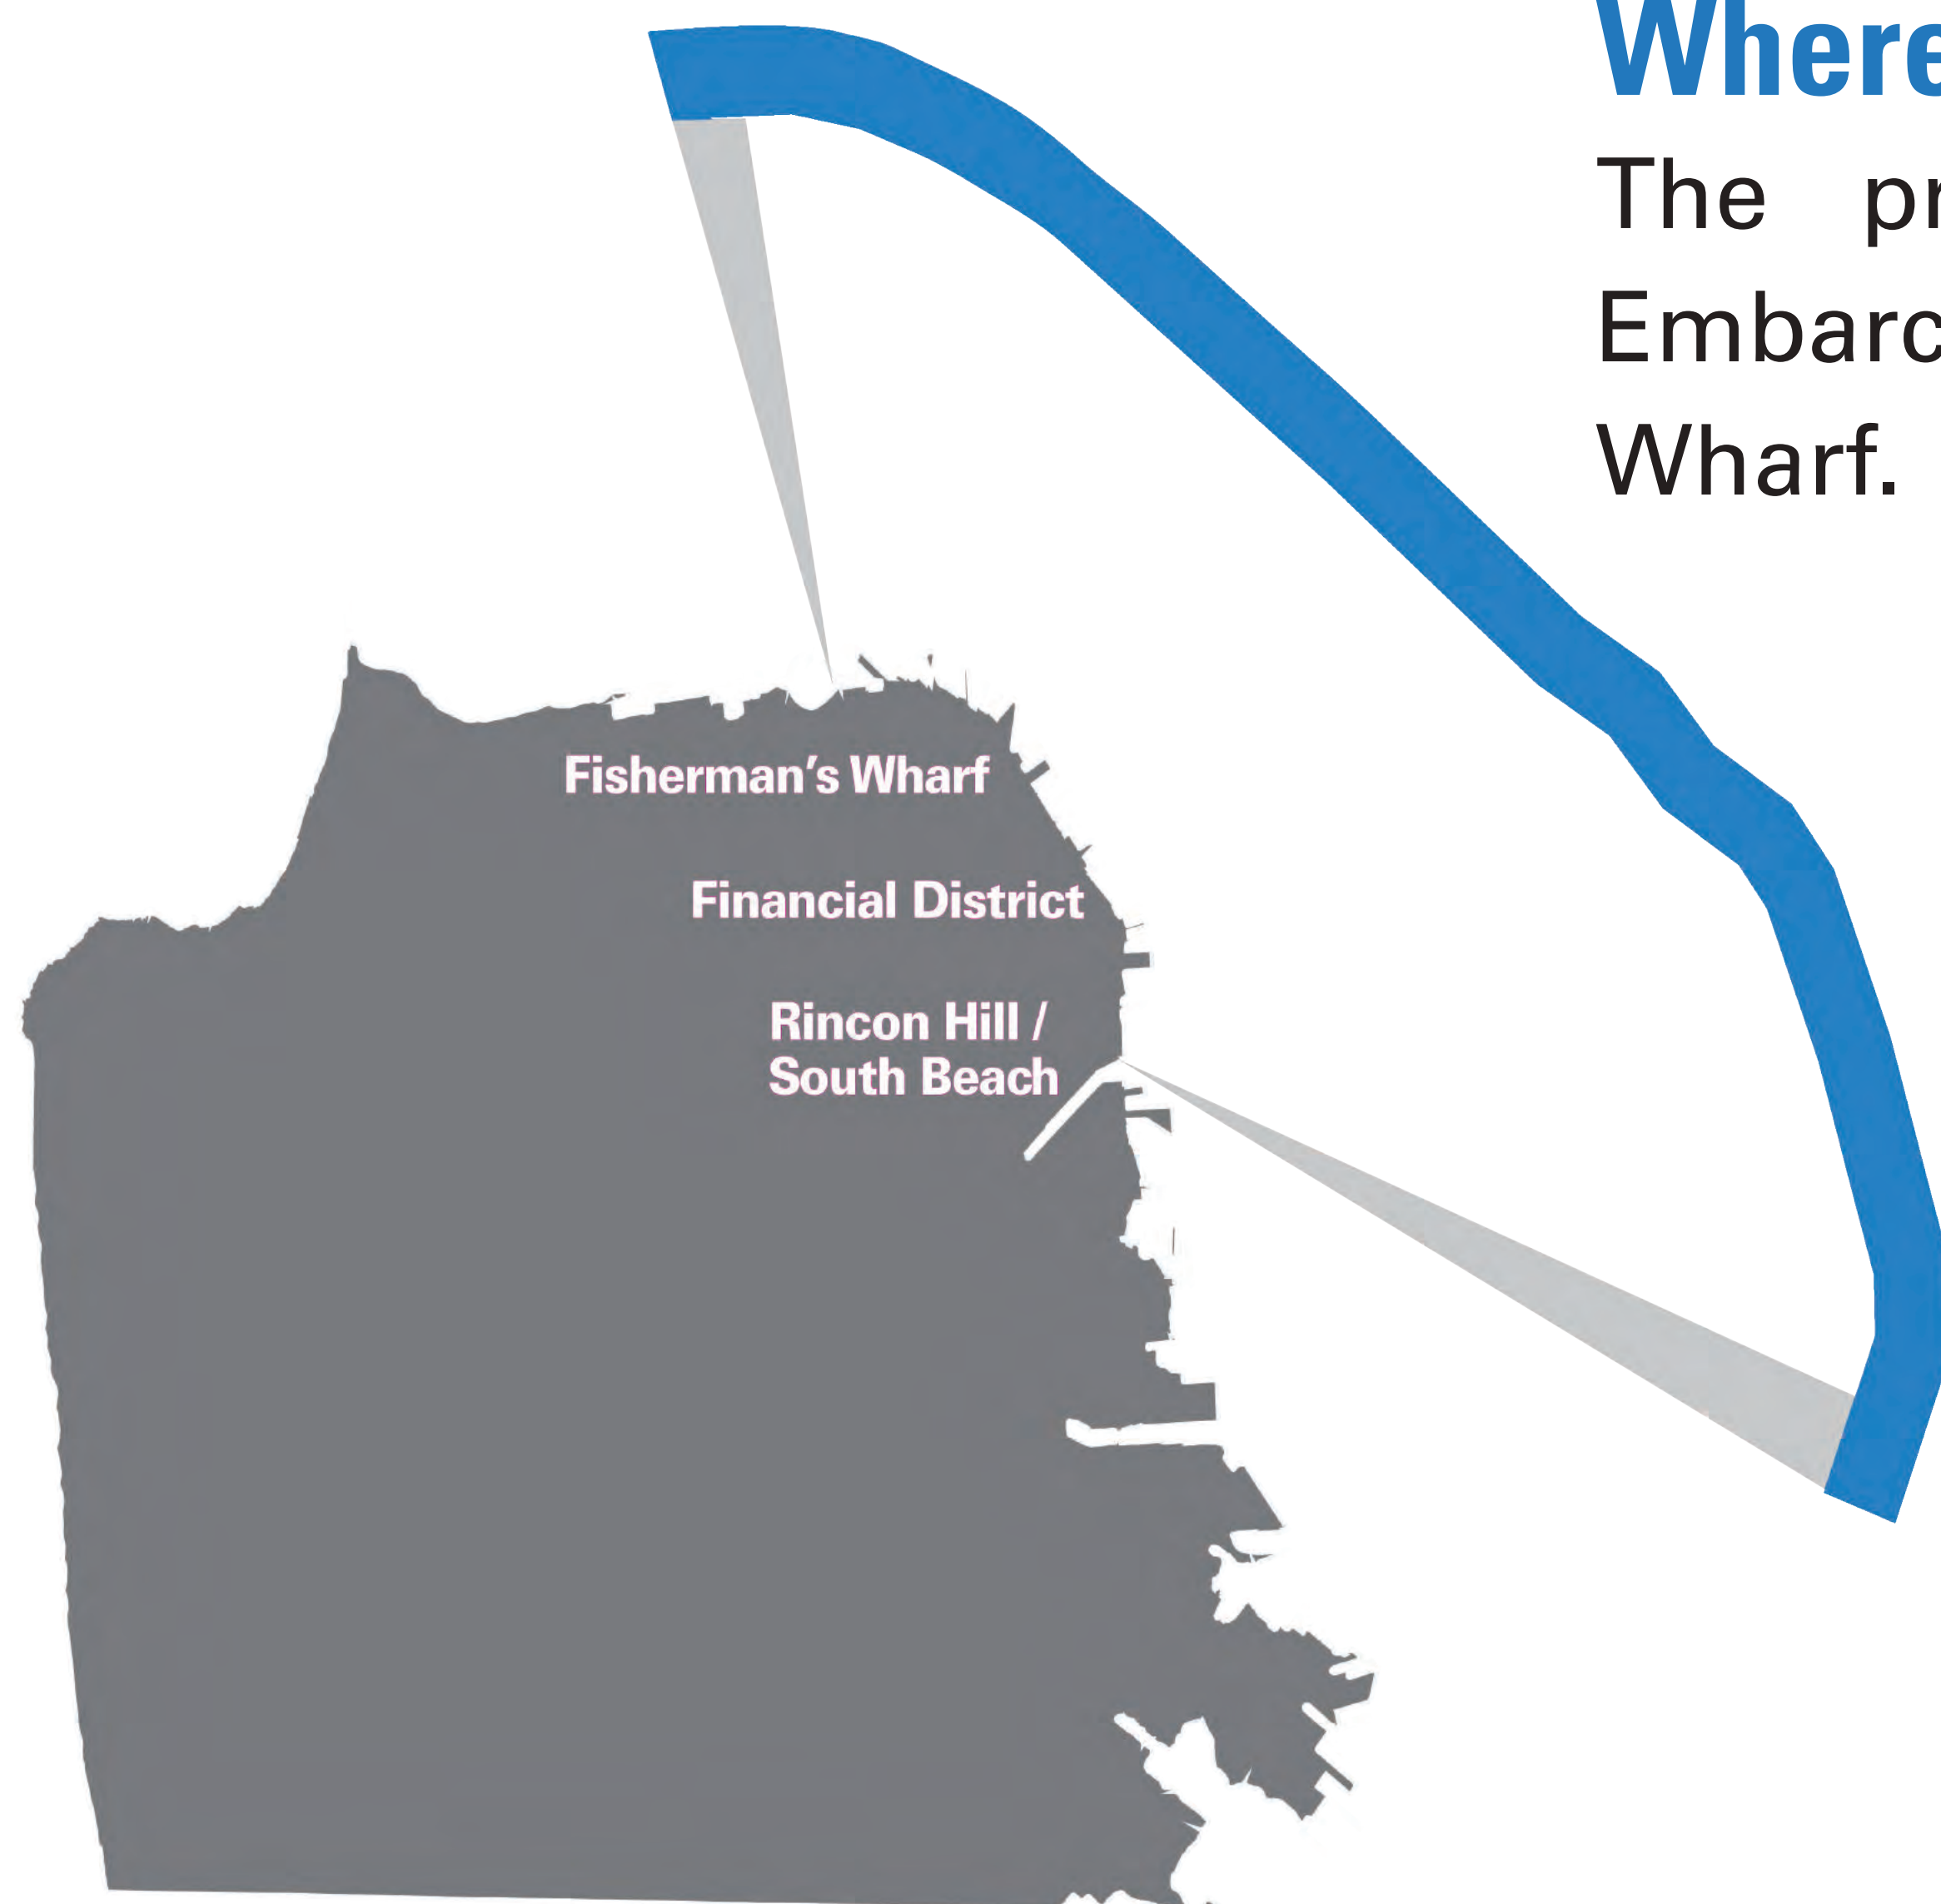 Where
The pr
Embarc
Wharf.
Fisherman's Wharf
Financial District
Rincon Hill /
South Beach